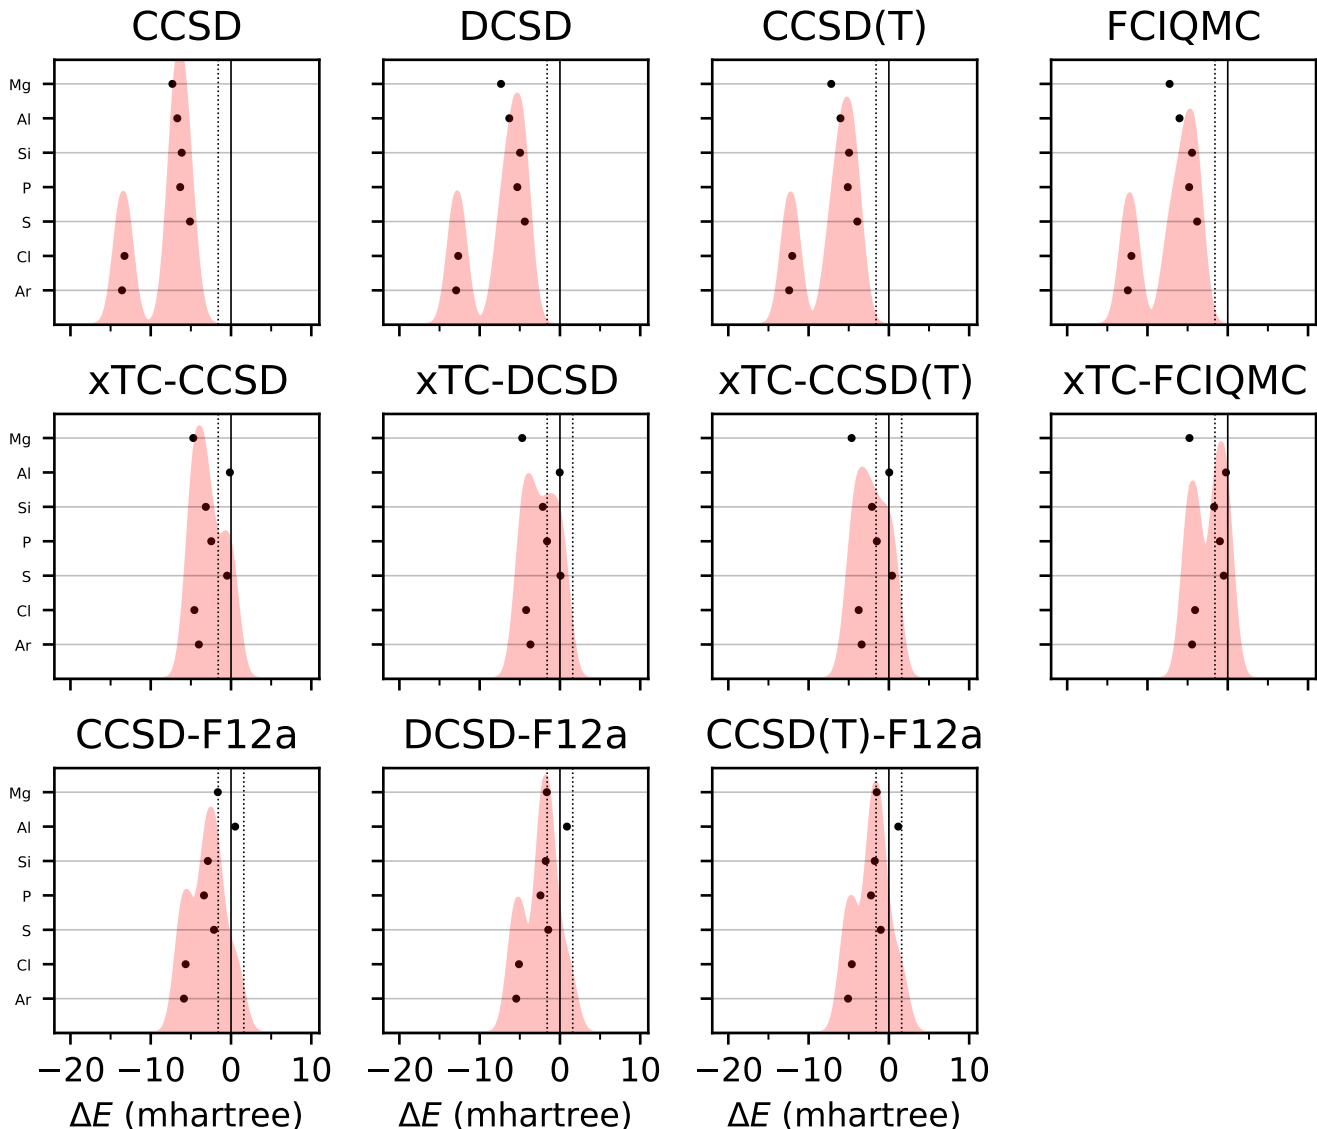 CCSD DCSD CCSD(T) FCIQMC
Mg
Al
Si
P
S
Cl
Ar
xTC-CCSD xTC-DCSD xTC-CCSD(T) xTC-FCIQMC
Mg
Al
Si
P
S
Cl
Ar
CCSD-F12a DCSD-F12a CCSD(T)-F12a
Mg
Al
Si
P
S
Cl
Ar
−20 −10 0 10 −20 −10 0 10 −20 −10 0 10
ΔE (mhartree) ΔE (mhartree) ΔE (mhartree)